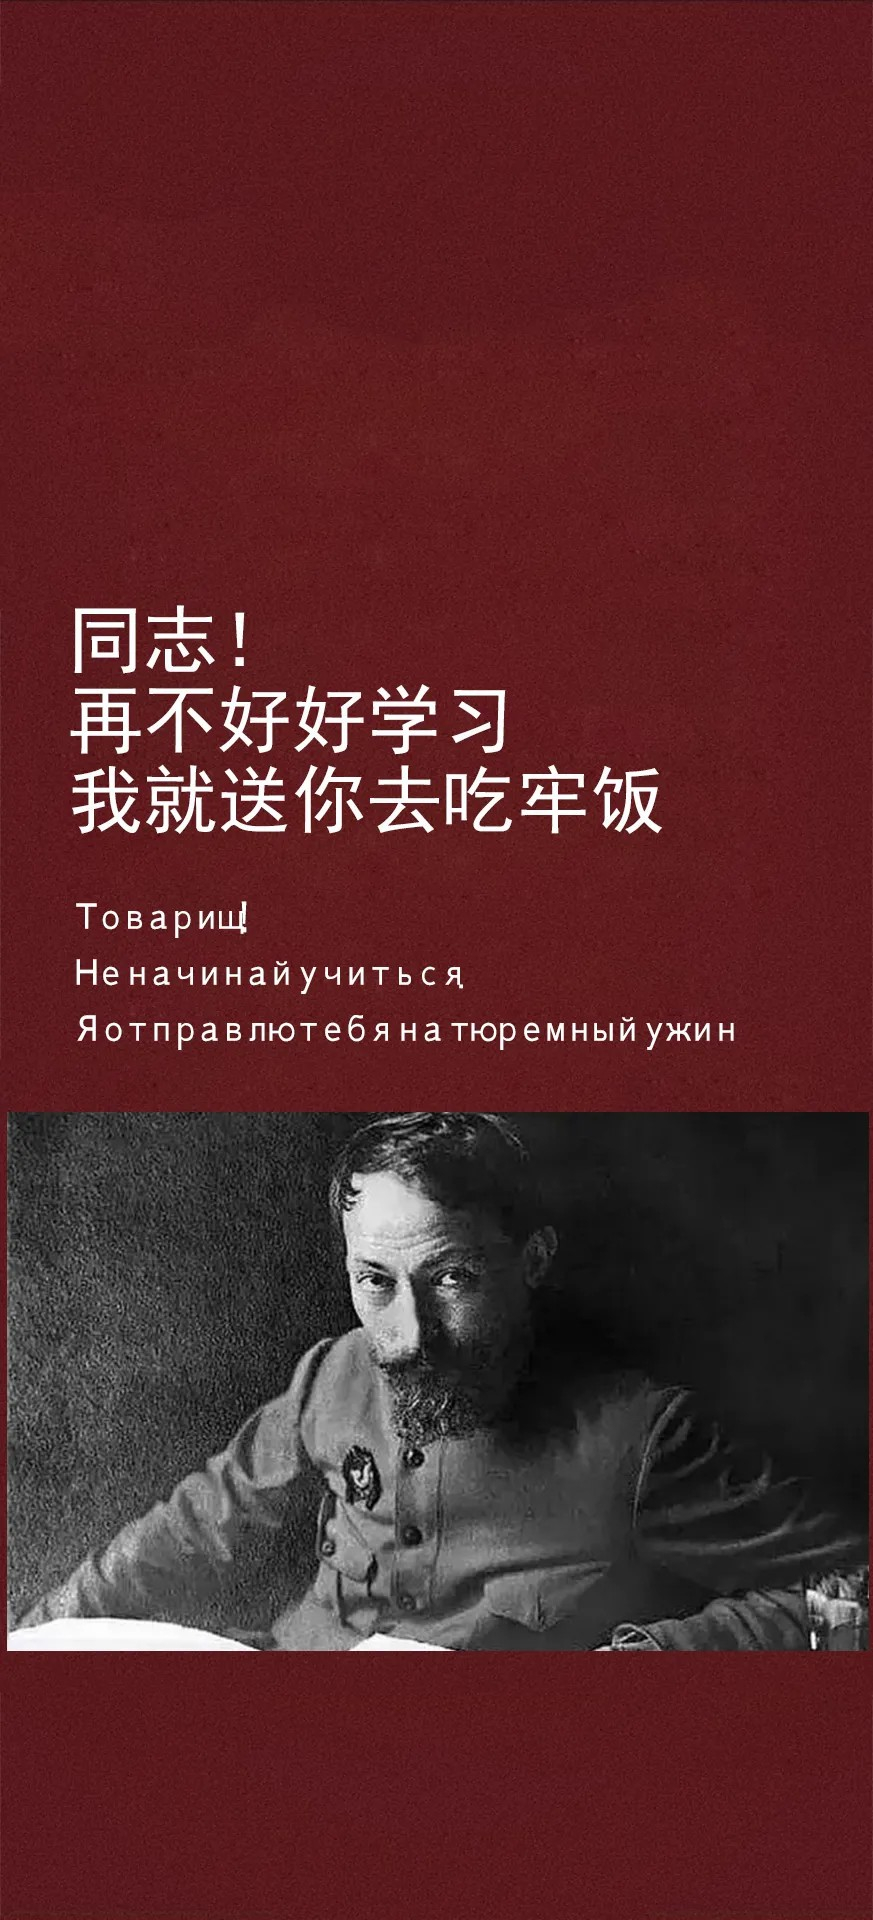 同志！
再不好好学习
我就送你去吃牢饭
Товарищ!
Не начинай учиться,
Я отправлю тебя на тюремный ужин